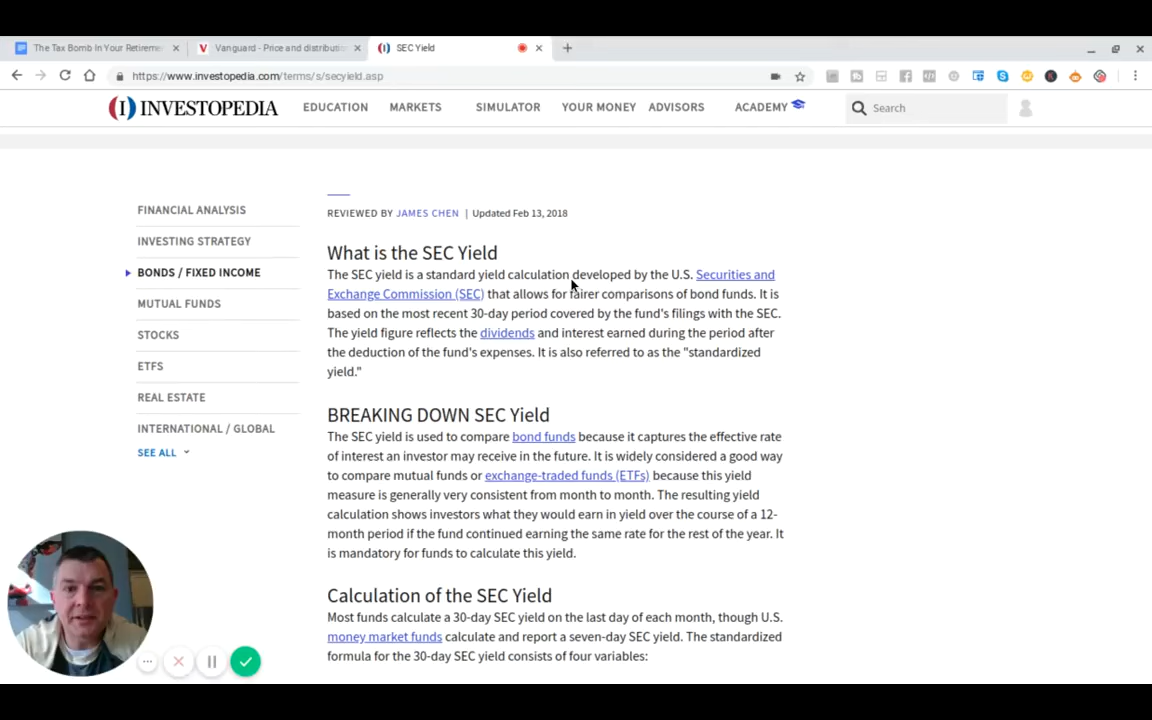 The Tax Bomb In Your Retireme
Vanguard - Price and distributio
SEC Yield
https://www.investopedia.com/terms/s/secyield.asp
INVESTOPEDIA
EDUCATION
MARKETS
SIMULATOR
YOUR MONEY
ADVISORS
ACADEMY
Search
FINANCIAL ANALYSIS
INVESTING STRATEGY
BONDS / FIXED INCOME
MUTUAL FUNDS
STOCKS
ETFS
REAL ESTATE
INTERNATIONAL / GLOBAL
SEE ALL
REVIEWED BY JAMES CHEN | Updated Feb 13, 2018
What is the SEC Yield
The SEC yield is a standard yield calculation developed by the U.S. Securities and
Exchange Commission (SEC) that allows for fairer comparisons of bond funds. It is
based on the most recent 30-day period covered by the fund's filings with the SEC.
The yield figure reflects the dividends and interest earned during the period after
the deduction of the fund's expenses. It is also referred to as the "standardized
yield."
BREAKING DOWN SEC Yield
The SEC yield is used to compare bond funds because it captures the effective rate
of interest an investor may receive in the future. It is widely considered a good way
to compare mutual funds or exchange-traded funds (ETFs) because this yield
measure is generally very consistent from month to month. The resulting yield
calculation shows investors what they would earn in yield over the course of a 12-
month period if the fund continued earning the same rate for the rest of the year. It
is mandatory for funds to calculate this yield.
Calculation of the SEC Yield
Most funds calculate a 30-day SEC yield on the last day of each month, though U.S.
money market funds calculate and report a seven-day SEC yield. The standardized
formula for the 30-day SEC yield consists of four variables: